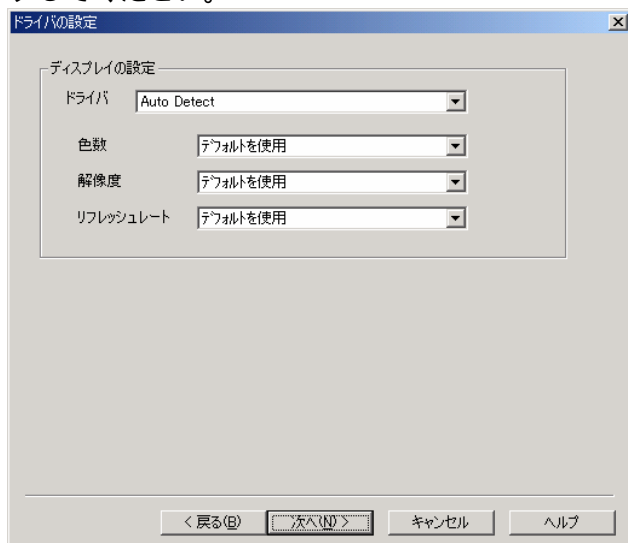 ドライバの設定
ディスプレイの設定
ドライバ Auto Detect
色数 デフォルトを使用
解像度 デフォルトを使用
リフレッシュレート デフォルトを使用
< 戻る(B) 次へ(N) > キャンセル ヘルプ